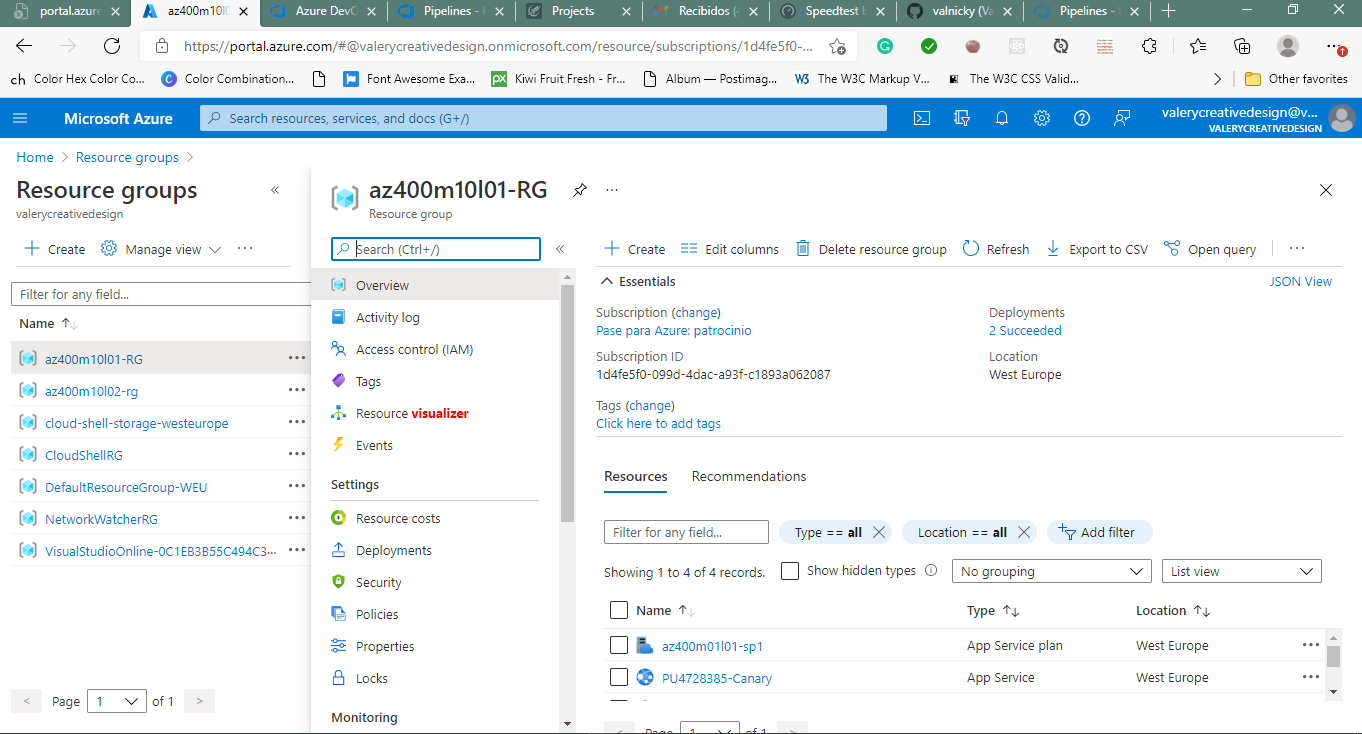 portal.azure
az400m10l0
Azure DevO
Pipelines -
Projects
Recibidos (
Speedtest b
valnicky (Va
Pipelines -
https://portal.azure.com/#@valerycreativedesign.onmicrosoft.com/resource/subscriptions/1d4fe5f0-...
ch Color Hex Color Co...
Color Combination...
Font Awesome Exa...
px Kiwi Fruit Fresh - Fr...
Album — Postimag...
W3 The W3C Markup V...
The W3C CSS Valid...
Other favorites
Microsoft Azure
Search resources, services, and docs (G+/)
valerycreativedesign@v...
VALERYCREATIVEDESIGN
Home > Resource groups >
Resource groups
«
valerycreativedesign
Create
Manage view
...
Filter for any field...
Name ↑↓
az400m10l01-RG ...
az400m10l02-rg ...
cloud-shell-storage-westeurope ...
CloudShellRG ...
DefaultResourceGroup-WEU ...
NetworkWatcherRG ...
VisualStudioOnline-0C1EB3B55C494C3... ...
< Page 1 of 1 >
az400m10l01-RG
...
Resource group
Search (Ctrl+/)
«
Overview
Activity log
Access control (IAM)
Tags
Resource visualizer
Events
Settings
Resource costs
Deployments
Security
Policies
Properties
Locks
Monitoring
Create
Edit columns
Delete resource group
Refresh
Export to CSV
Open query
...
Essentials
JSON View
Subscription (change)
Pase para Azure: patrocinio
Subscription ID
1d4fe5f0-099d-4dac-a93f-c1893a062087
Tags (change)
Click here to add tags
Deployments
2 Succeeded
Location
West Europe
Resources
Recommendations
Filter for any field...
Type == all
Location == all
Add filter
Showing 1 to 4 of 4 records.
Show hidden types
No grouping
List view
Name ↑↓ Type ↑↓ Location ↑↓
az400m01l01-sp1 App Service plan West Europe ...
PU4728385-Canary App Service West Europe ...
< Page 1 of 1 >